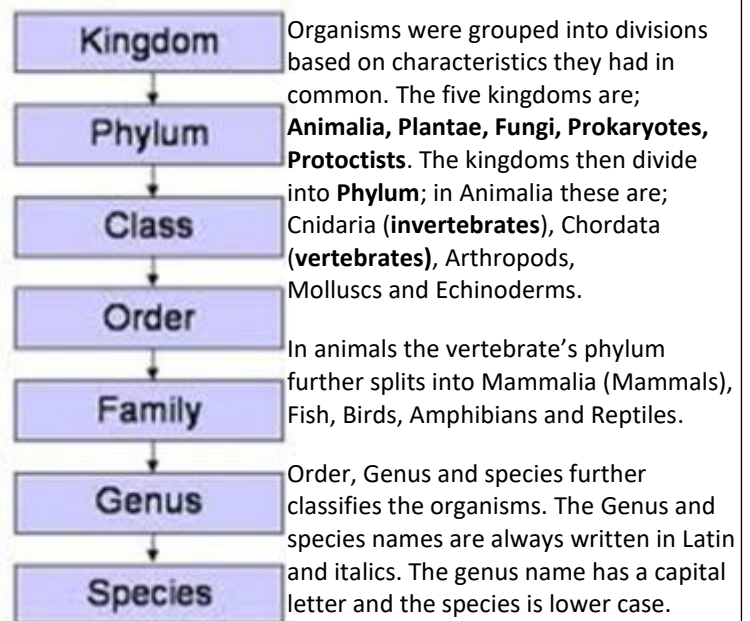 Kingdom
Phylum
Class
Order
Family
Genus
Species
Organisms were grouped into divisions
based on characteristics they had in
common. The five kingdoms are;
Animalia, Plantae, Fungi, Prokaryotes,
Protoctists. The kingdoms then divide
into Phylum; in Animalia these are;
Cnidaria (invertebrates), Chordata
(vertebrates), Arthropods,
Molluscs and Echinoderms.
In animals the vertebrate’s phylum
further splits into Mammalia (Mammals),
Fish, Birds, Amphibians and Reptiles.
Order, Genus and species further
classifies the organisms. The Genus and
species names are always written in Latin
and italics. The genus name has a capital
letter and the species is lower case.